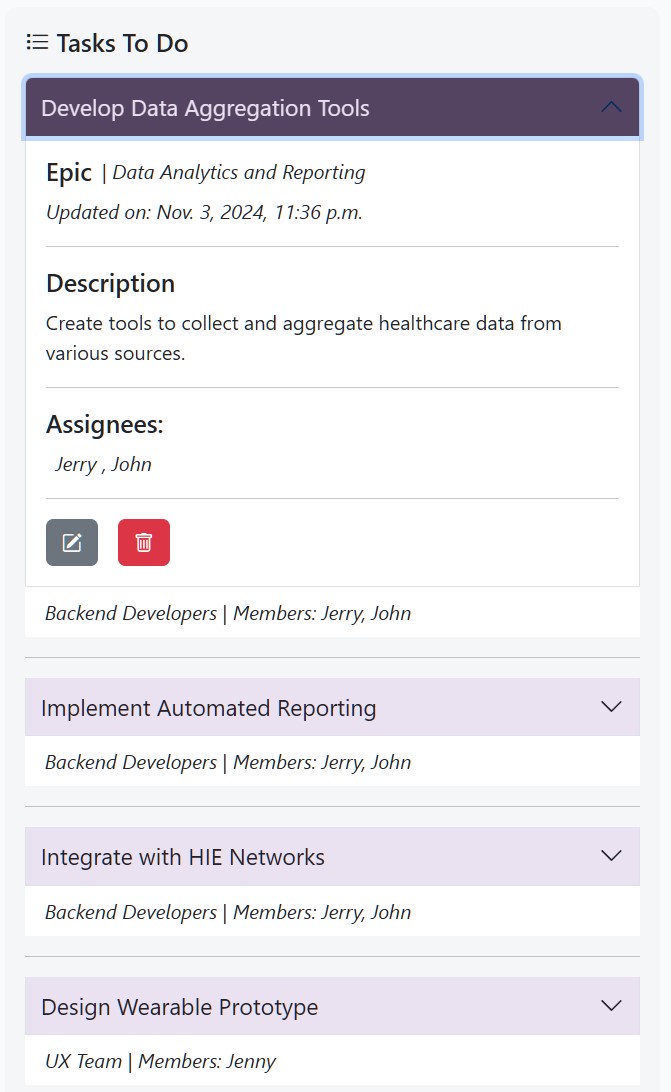 Tasks To Do
Develop Data Aggregation Tools
Epic | Data Analytics and Reporting
Updated on: Nov. 3, 2024, 11:36 p.m.
Description
Create tools to collect and aggregate healthcare data from
various sources.
Assignees:
Jerry , John
Backend Developers | Members: Jerry, John
Implement Automated Reporting
Backend Developers | Members: Jerry, John
Integrate with HIE Networks
Backend Developers | Members: Jerry, John
Design Wearable Prototype
UX Team | Members: Jenny